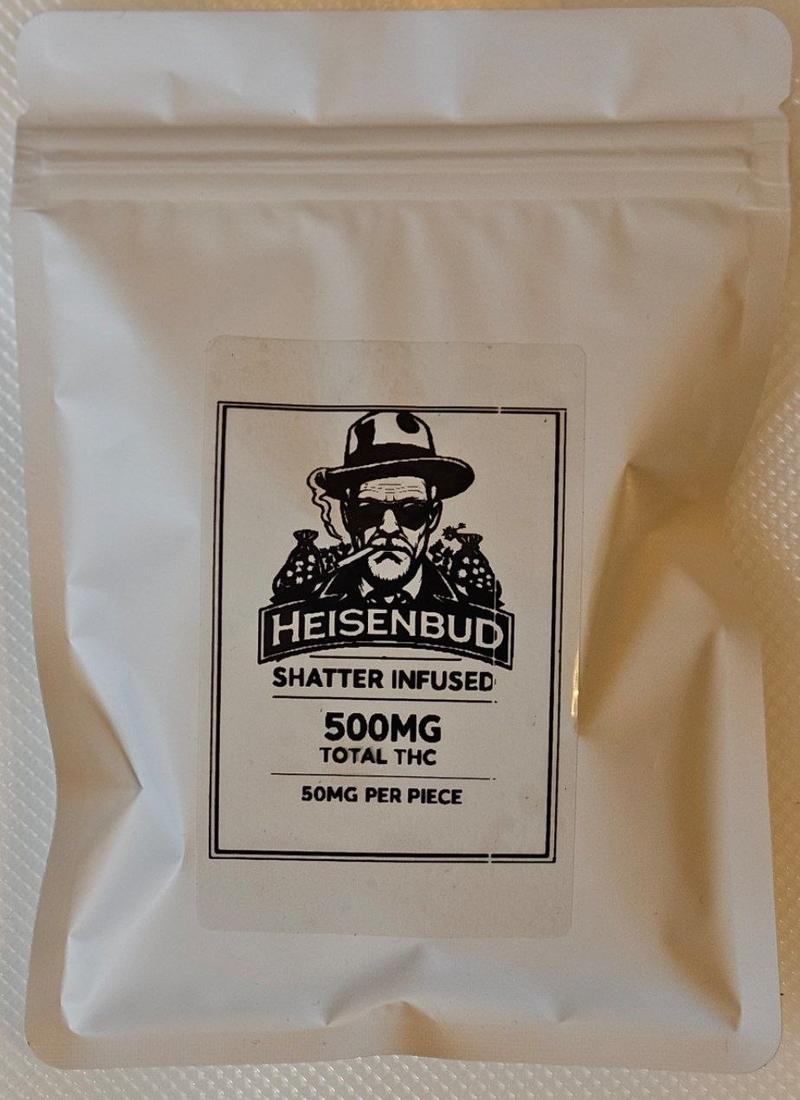 HEISENBUD
SHATTER INFUSED
500MG
TOTAL THC
50MG PER PIECE